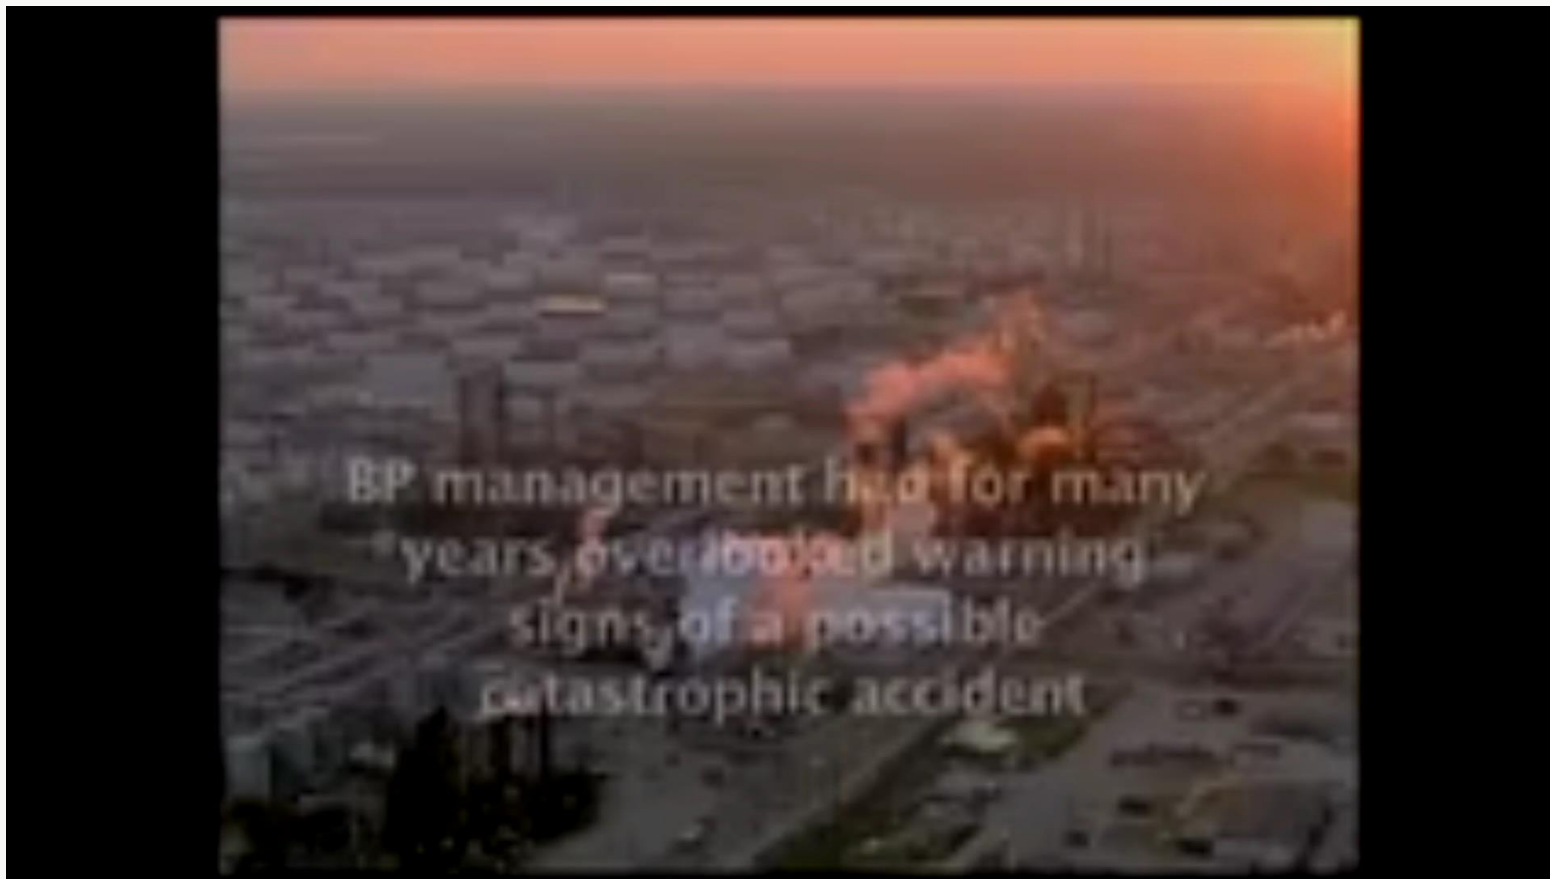 BP management had for many
years overlooked warning
signs of a possible
catastrophic accident